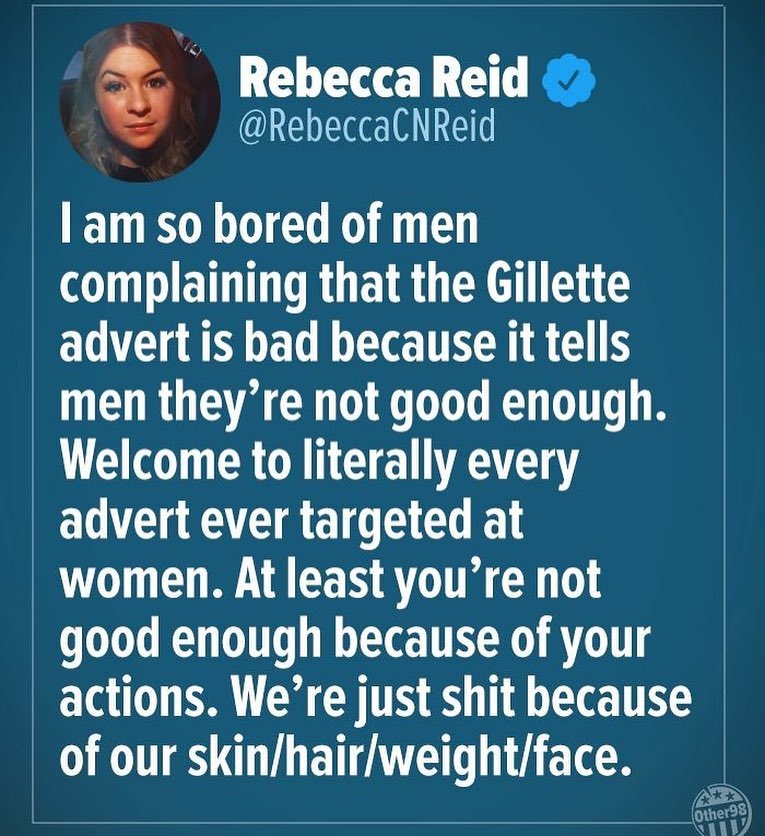 Rebecca Reid
@RebeccaCNReid
I am so bored of men
complaining that the Gillette
advert is bad because it tells
men they’re not good enough.
Welcome to literally every
advert ever targeted at
women. At least you’re not
good enough because of your
actions. We’re just shit because
of our skin/hair/weight/face.
Other98